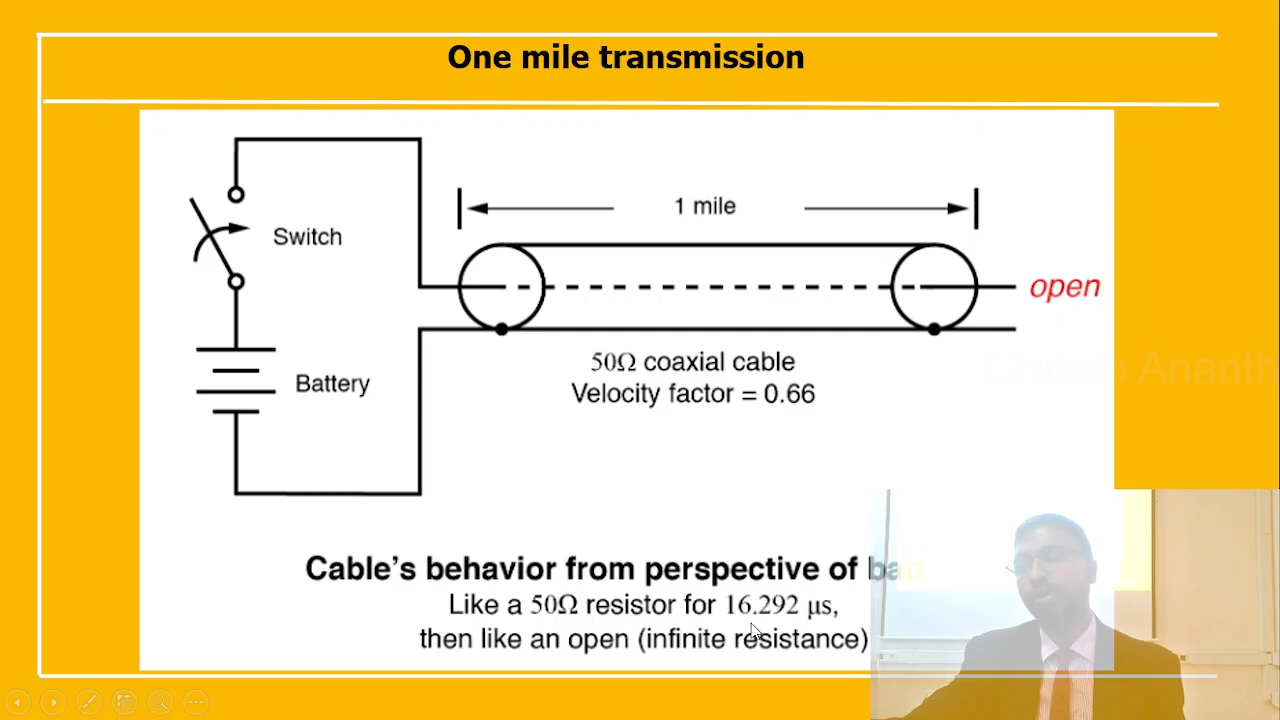 One mile transmission
1 mile
Switch
open
50Ω coaxial cable
Velocity factor = 0.66
Battery
Ananth
Cable's behavior from perspective of
Like a 50Ω resistor for 16.292 μs,
then like an open (infinite resistance)